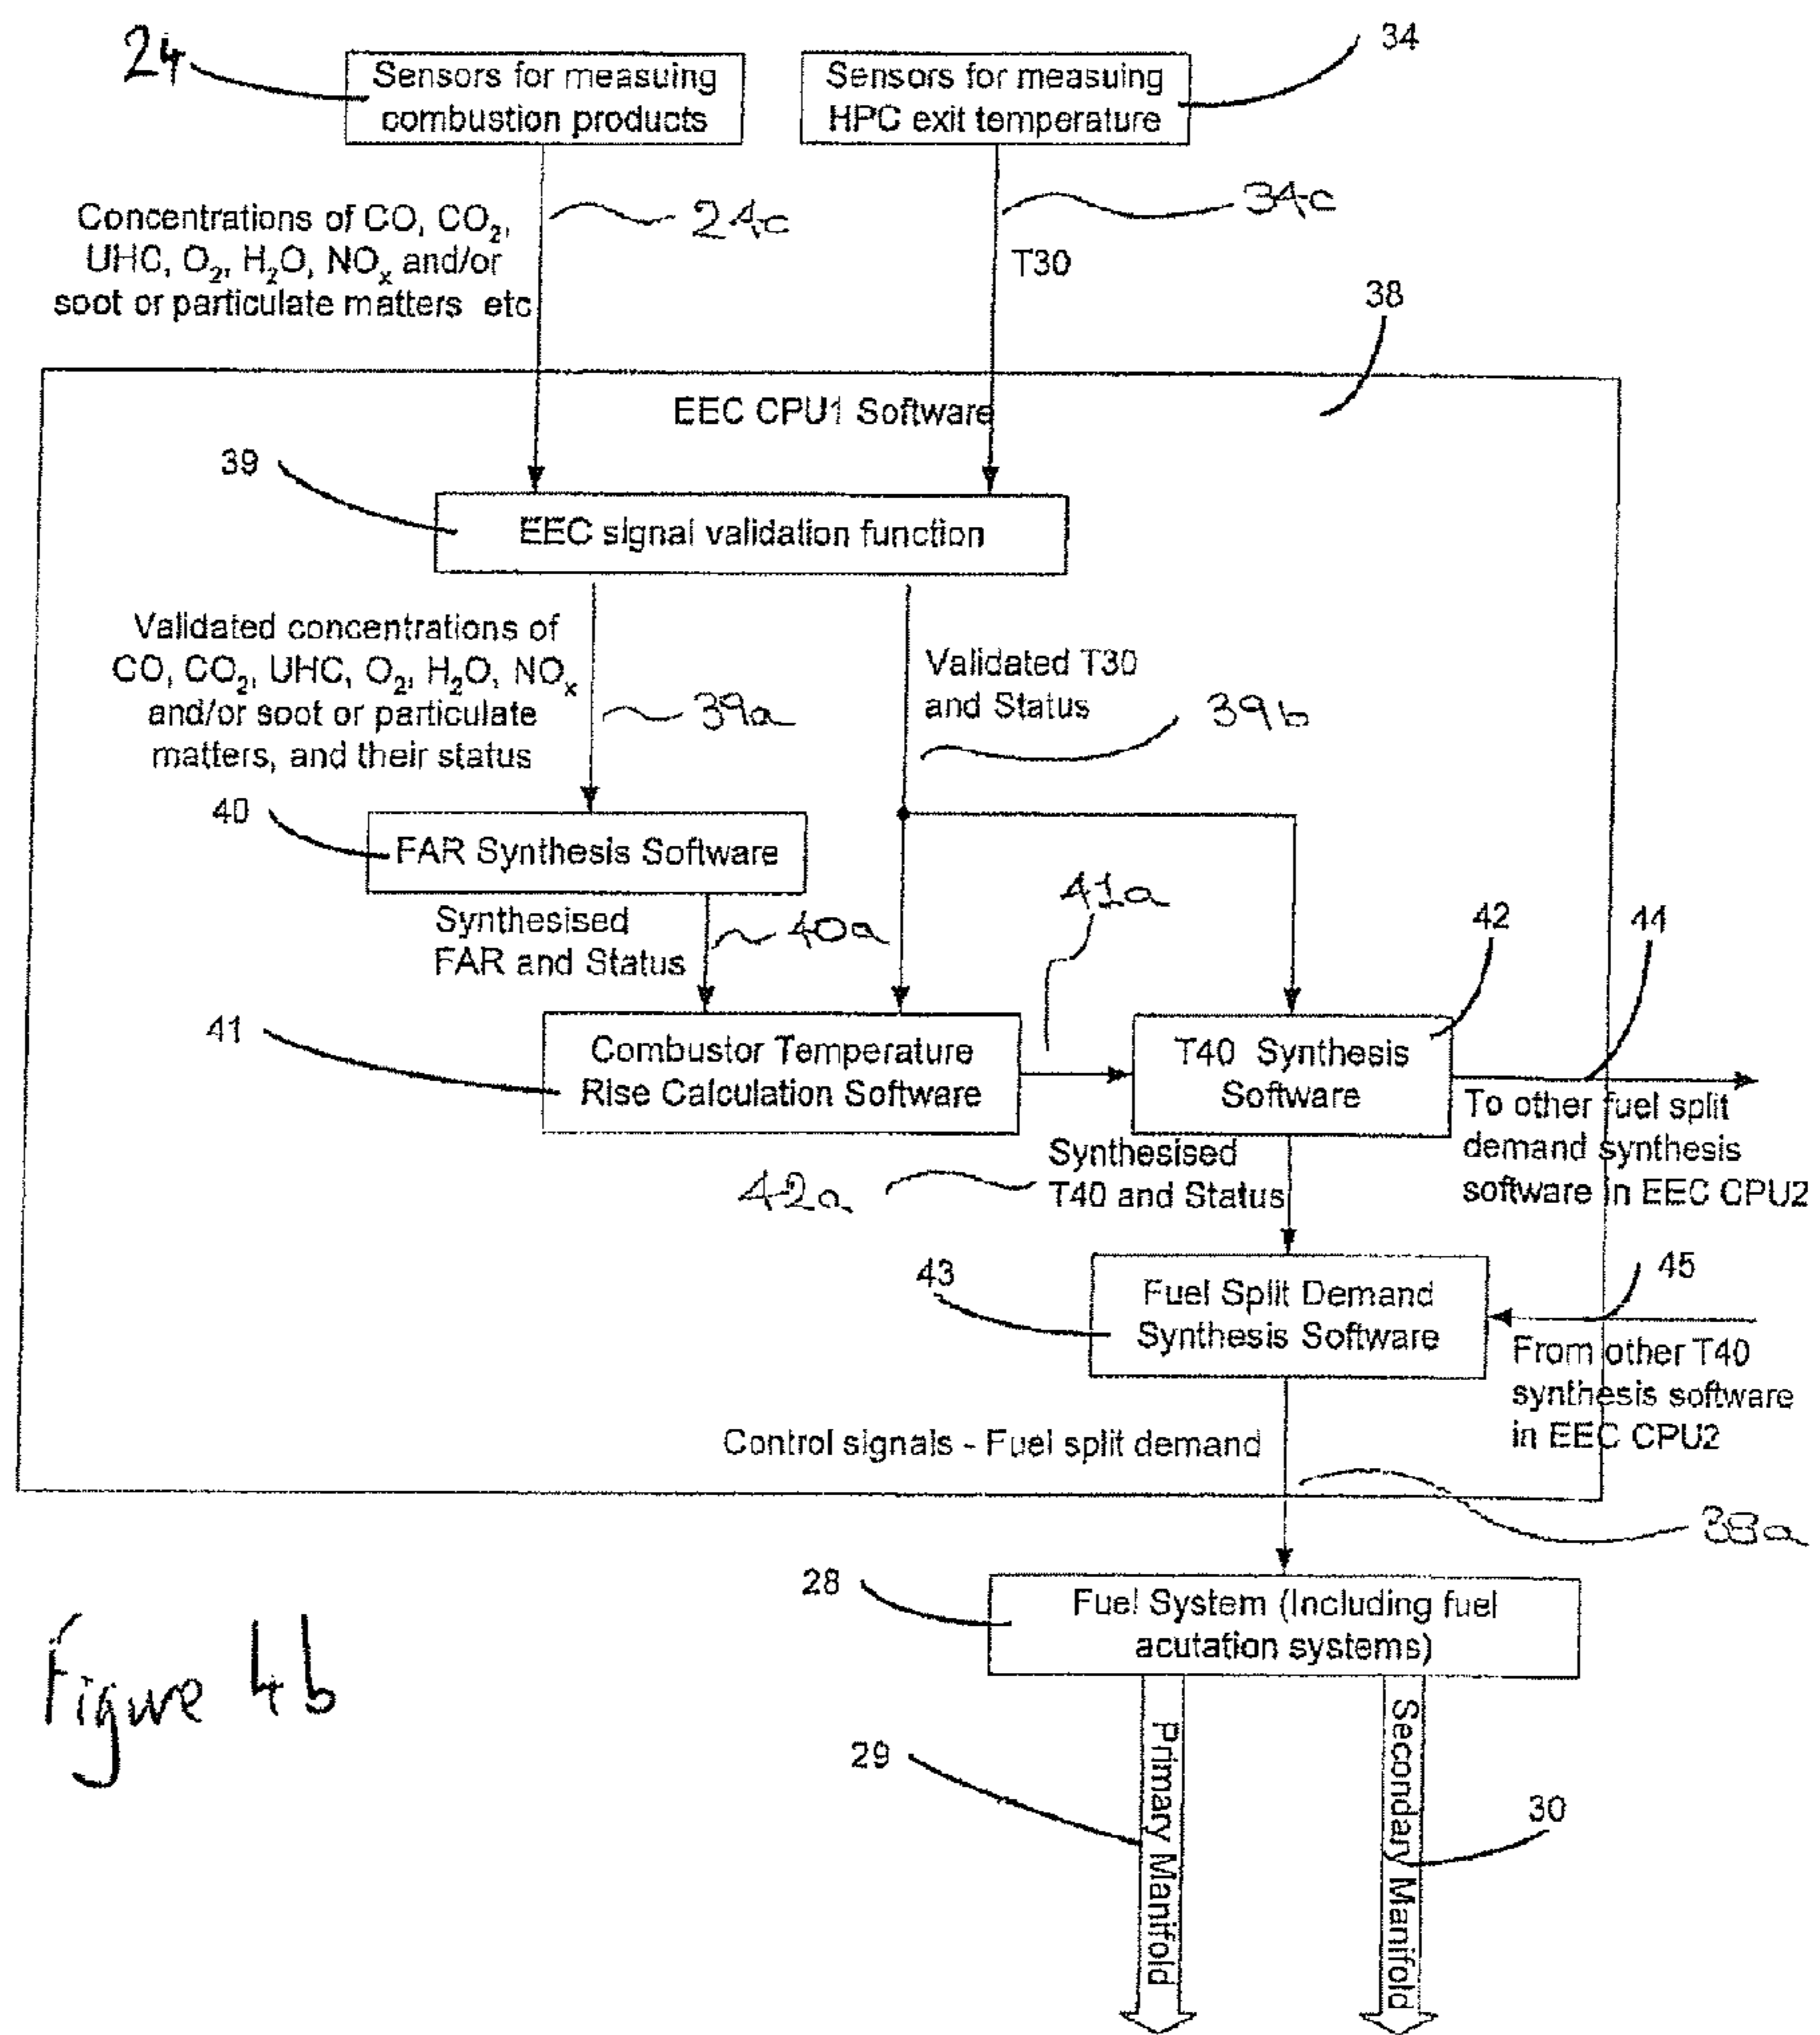 24
34
Sensors for measuing
combustion products
Sensors for measuing
HPC exit temperature
Concentrations of CO, CO₂,
UHC, O₂, H₂O, NOₓ and/or
soot or particulate matters etc
24c
34c
T30
38
EEC CPU1 Software
39
EEC signal validation function
Validated concentrations of
CO, CO₂, UHC, O₂, H₂O, NOₓ
and/or soot or particulate
matters, and their status
39a
Validated T30
and Status
39b
40
FAR Synthesis Software
Synthesised
FAR and Status
40a
41a
42
44
41
Combustor Temperature
Rise Calculation Software
T40 Synthesis
Software
To other fuel split
demand synthesis
software in EEC CPU2
42a
Synthesised
T40 and Status
43
Fuel Split Demand
Synthesis Software
45
From other T40
synthesis software
in EEC CPU2
Control signals - Fuel split demand
38a
28
Fuel System (Including fuel
acutation systems)
Figure 4b
29
Primary Manifold
Secondary Manifold
30